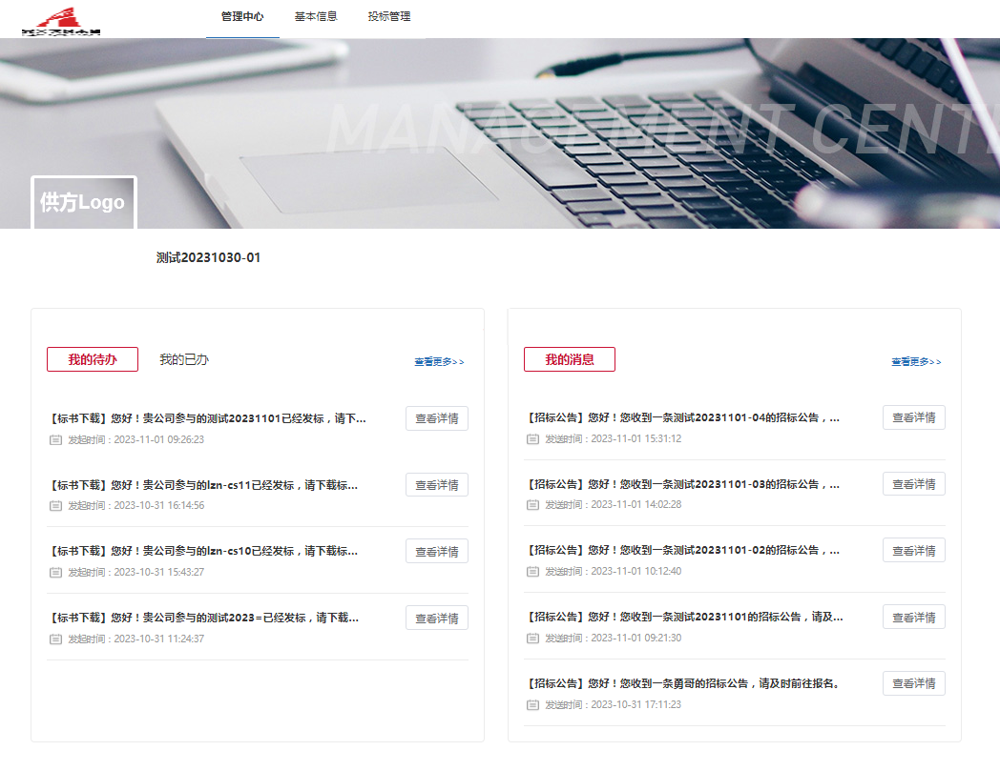 管理中心 基本信息 投标管理
MANAGEMENT CENTE
供方Logo
测试20231030-01
我的待办 我的已办 查看更多>>
【标书下载】您好！贵公司参与的测试20231101已经发标，请下... 查看详情
发起时间：2023-11-01 09:26:23
【标书下载】您好！贵公司参与的lzn-cs11已经发标，请下载标... 查看详情
发起时间：2023-10-31 16:14:56
【标书下载】您好！贵公司参与的lzn-cs10已经发标，请下载标... 查看详情
发起时间：2023-10-31 15:43:27
【标书下载】您好！贵公司参与的测试2023=已经发标，请下载... 查看详情
发起时间：2023-10-31 11:24:37
我的消息 查看更多>>
【招标公告】您好！您收到一条测试20231101-04的招标公告，... 查看详情
发送时间：2023-11-01 15:31:12
【招标公告】您好！您收到一条测试20231101-03的招标公告，... 查看详情
发送时间：2023-11-01 14:02:28
【招标公告】您好！您收到一条测试20231101-02的招标公告，... 查看详情
发送时间：2023-11-01 10:12:40
【招标公告】您好！您收到一条测试20231101的招标公告，请及... 查看详情
发送时间：2023-11-01 09:21:30
【招标公告】您好！您收到一条勇哥的招标公告，请及时前往报名。 查看详情
发送时间：2023-10-31 17:11:23